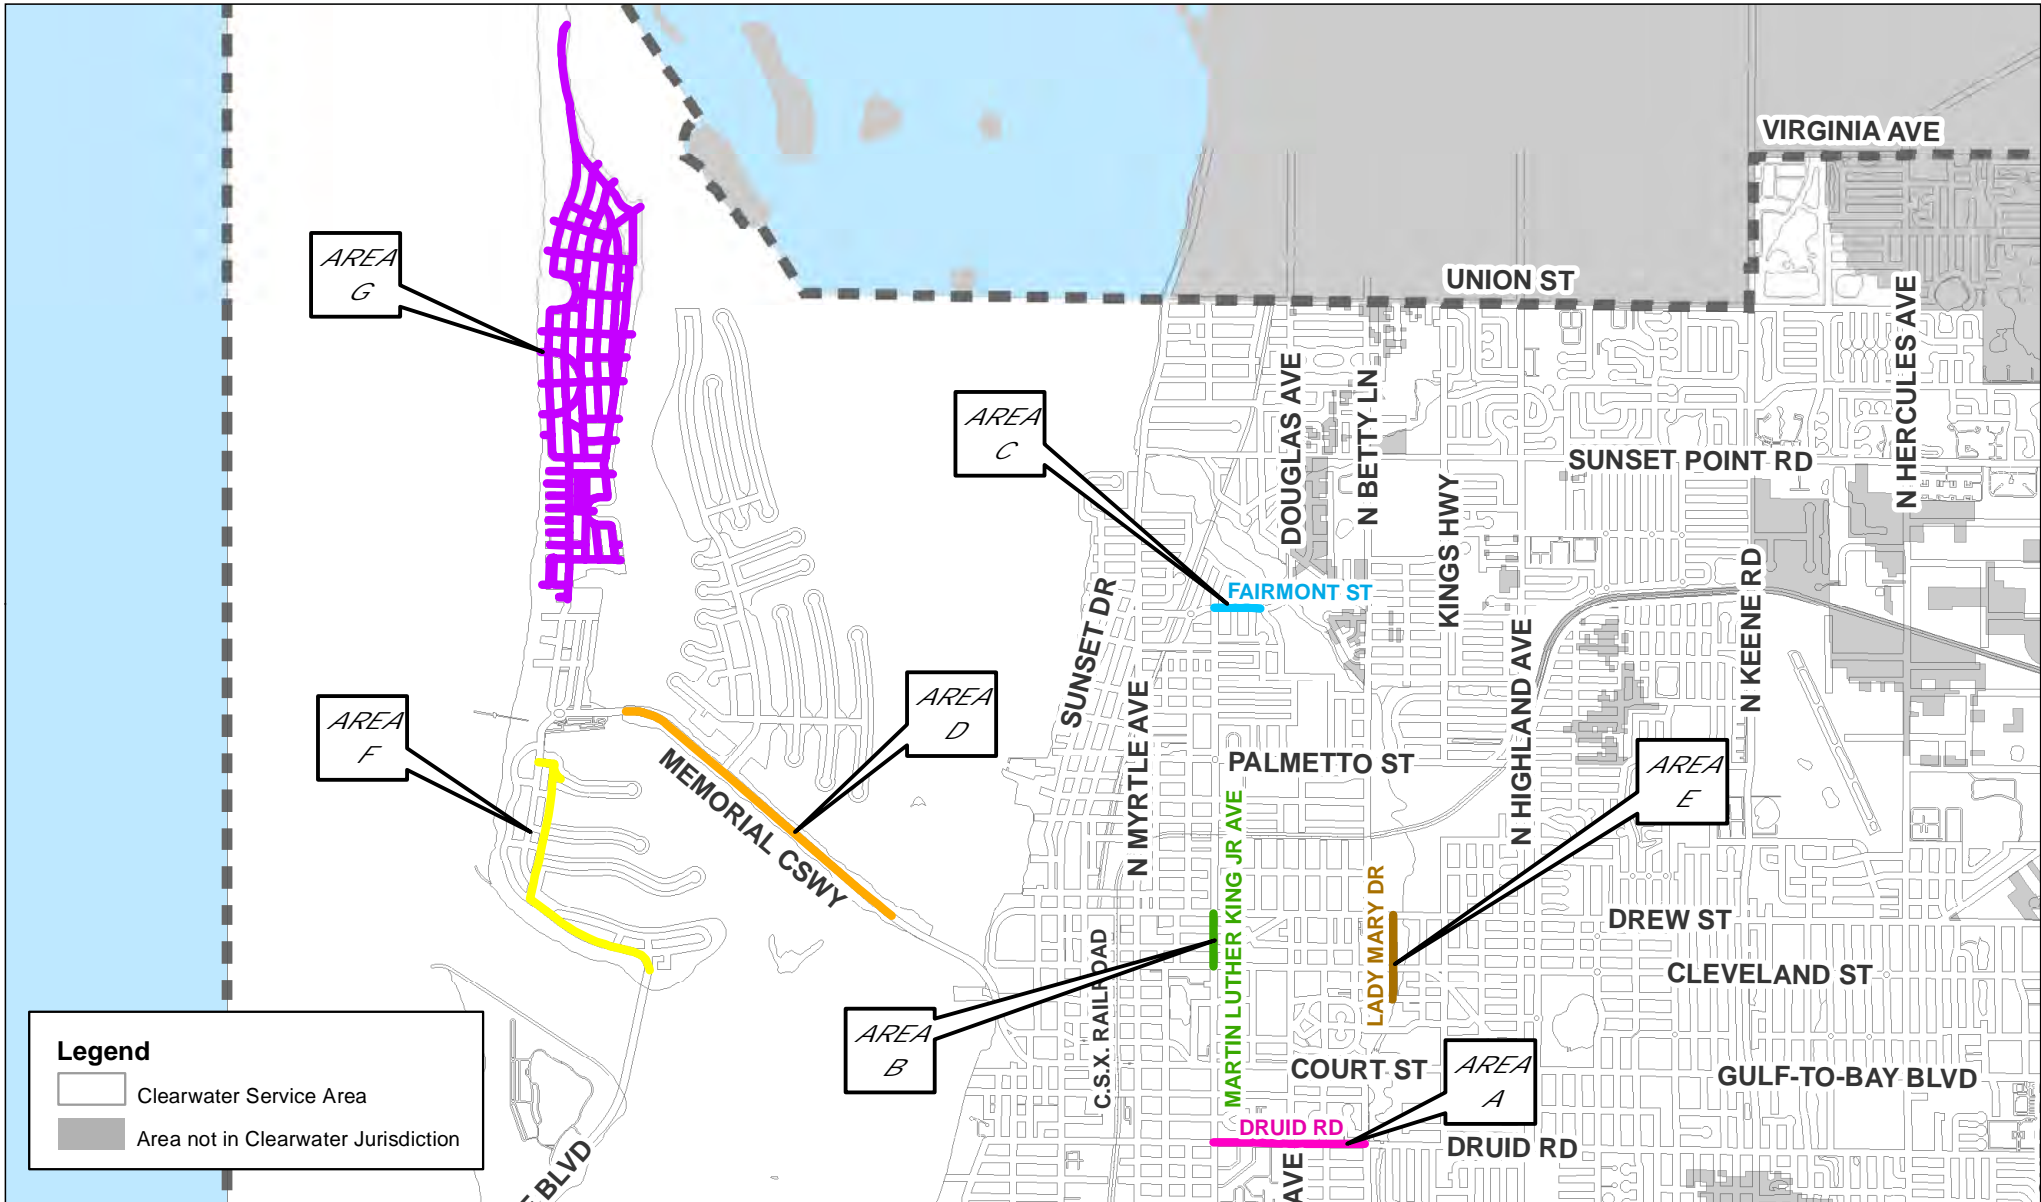 VIRGINIA AVE
AREA
G
UNION ST
N HERCULES AVE
DOUGLAS AVE
N BETTY LN
AREA
C
SUNSET POINT RD
KINGS HWY
FAIRMONT ST
SUNSET DR
N KEENE RD
N HIGHLAND AVE
AREA
F
AREA
D
N MYRTLE AVE
MEMORIAL CSWY
PALMETTO ST
AREA
E
MARTIN LUTHER KING JR AVE
LADY MARY DR
DREW ST
C.S.X. RAILROAD
CLEVELAND ST
AREA
B
COURT ST
AREA
A
GULF-TO-BAY BLVD
DRUID RD
DRUID RD
AVE
BLVD
Legend
Clearwater Service Area
Area not in Clearwater Jurisdiction